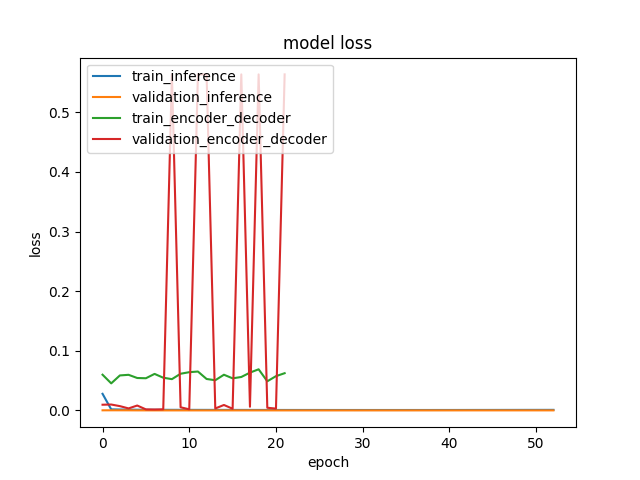 model loss
train_inference
validation_inference
train_encoder_decoder
validation_encoder_decoder
loss
0.5
0.4
0.3
0.2
0.1
0.0
0 10 20 30 40 50
epoch